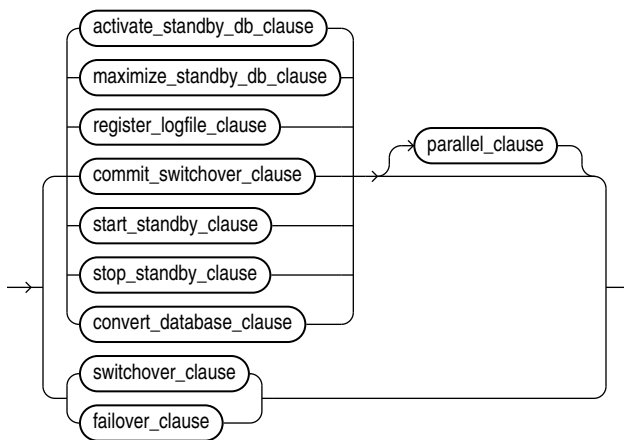 activate_standby_db_clause
maximize_standby_db_clause
register_logfile_clause
parallel_clause
commit_switchover_clause
start_standby_clause
stop_standby_clause
convert_database_clause
switchover_clause
failover_clause